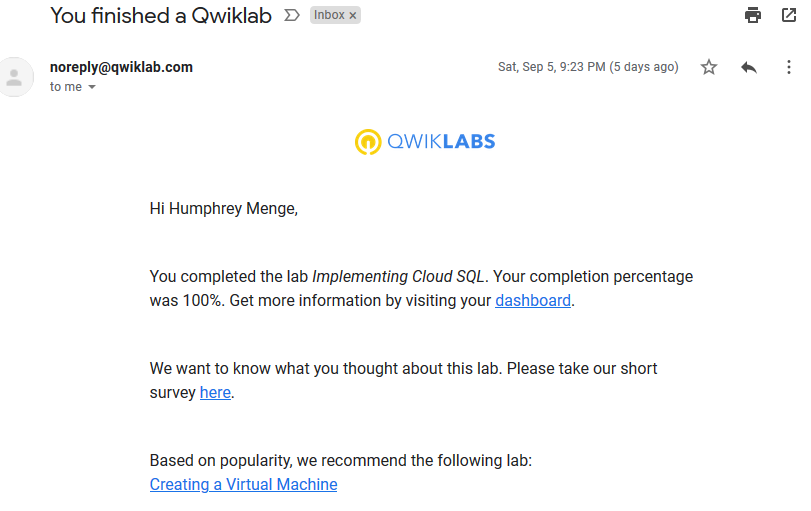 You finished a Qwiklab Inbox x
noreply@qwiklab.com Sat, Sep 5, 9:23 PM (5 days ago)
to me
QWIKLABS
Hi Humphrey Menge,
You completed the lab Implementing Cloud SQL. Your completion percentage
was 100%. Get more information by visiting your dashboard.
We want to know what you thought about this lab. Please take our short
survey here.
Based on popularity, we recommend the following lab:
Creating a Virtual Machine